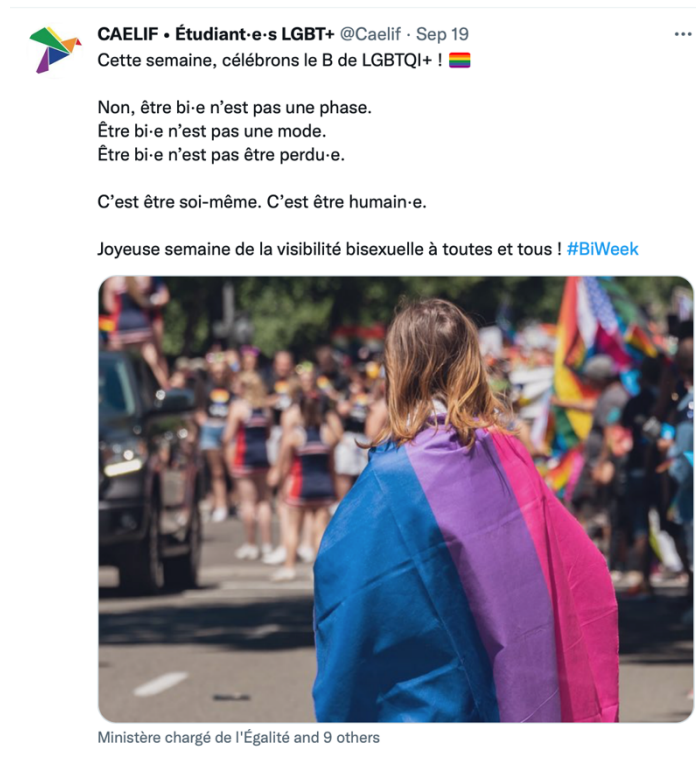 CAELIF • Étudiant·e·s LGBT+ @Caelif · Sep 19
Cette semaine, célébrons le B de LGBTQI+ ! 🏳️‍🌈
Non, être bi·e n’est pas une phase.
Être bi·e n’est pas une mode.
Être bi·e n’est pas être perdu·e.
C’est être soi-même. C’est être humain·e.
Joyeuse semaine de la visibilité bisexuelle à toutes et tous ! #BiWeek
Ministère chargé de l'Égalité and 9 others